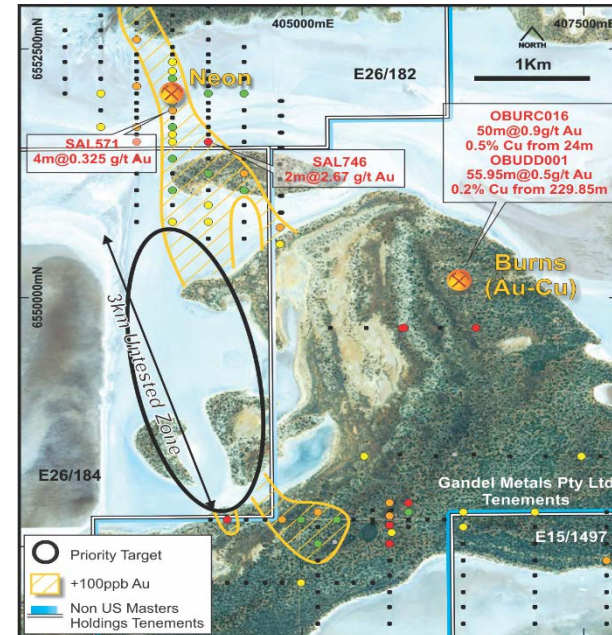 405000mE
407500mE
6552500mN
NORTH
1Km
E26/182
Neon
OBURC016
50m@0.9g/t Au
0.5% Cu from 24m
OBUDD001
55.95m@0.5g/t Au
0.2% Cu from 229.85m
SAL571
4m@0.325 g/t Au
SAL746
2m@2.67 g/t Au
Burns
(Au-Cu)
6550000mN
3km Untested Zone
E26/184
Gandel Metals Pty Ltd
Tenements
E15/1497
Priority Target
+100ppb Au
Non US Masters
Holdings Tenements